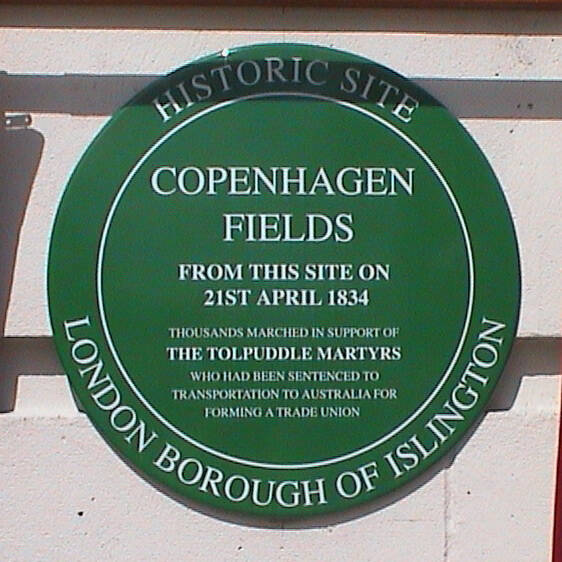 HISTORIC SITE
COPENHAGEN
FIELDS
FROM THIS SITE ON
21ST APRIL 1834
THOUSANDS MARCHED IN SUPPORT OF
THE TOLPUDDLE MARTYRS
WHO HAD BEEN SENTENCED TO
TRANSPORTATION TO AUSTRALIA FOR
FORMING A TRADE UNION
LONDON BOROUGH OF ISLINGTON